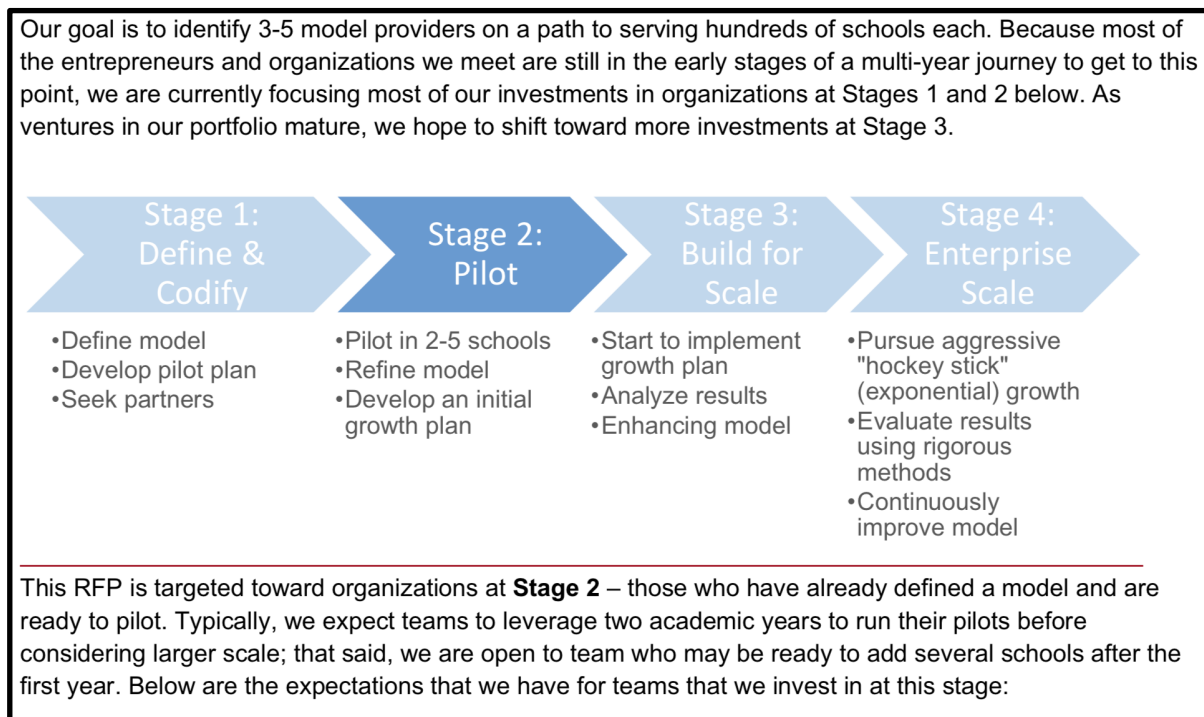 Our goal is to identify 3-5 model providers on a path to serving hundreds of schools each. Because most of
the entrepreneurs and organizations we meet are still in the early stages of a multi-year journey to get to this
point, we are currently focusing most of our investments in organizations at Stages 1 and 2 below. As
ventures in our portfolio mature, we hope to shift toward more investments at Stage 3.
Stage 1:
Define &
Codify
•Define model
•Develop pilot plan
•Seek partners
Stage 2:
Pilot
•Pilot in 2-5 schools
•Refine model
•Develop an initial
growth plan
Stage 3:
Build for
Scale
•Start to implement
growth plan
•Analyze results
•Enhancing model
Stage 4:
Enterprise
Scale
•Pursue aggressive
"hockey stick"
(exponential) growth
•Evaluate results
using rigorous
methods
•Continuously
improve model
This RFP is targeted toward organizations at Stage 2 – those who have already defined a model and are
ready to pilot. Typically, we expect teams to leverage two academic years to run their pilots before
considering larger scale; that said, we are open to team who may be ready to add several schools after the
first year. Below are the expectations that we have for teams that we invest in at this stage: